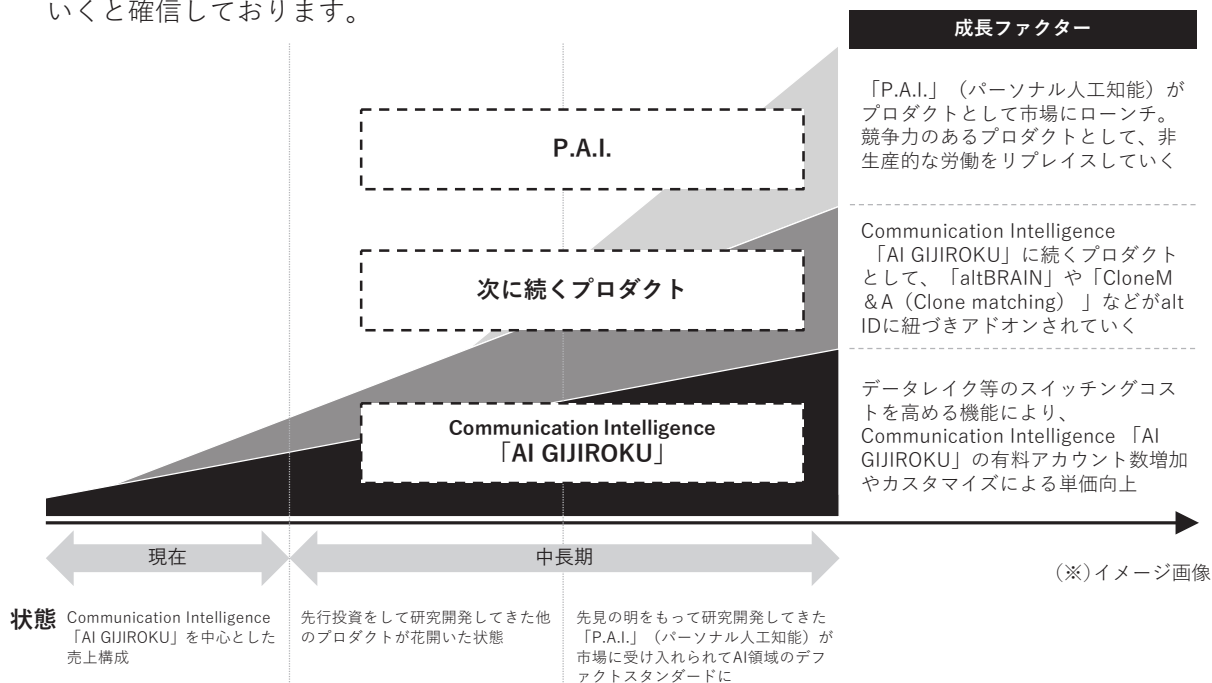 いくと確信しております。
成長ファクター
「P.A.I.」（パーソナル人工知能）が
プロダクトとして市場にローンチ。
競争力のあるプロダクトとして、非
生産的な労働をリプレイスしていく
P.A.I.
Communication Intelligence
「AI GIJIROKU」に続くプロダクト
として、「altBRAIN」や「CloneM
＆A（Clone matching）」などがalt
IDに紐づきアドオンされていく
次に続くプロダクト
データレイク等のスイッチングコス
トを高める機能により、
Communication Intelligence 「AI
GIJIROKU」の有料アカウント数増加
やカスタマイズによる単価向上
Communication Intelligence
「AI GIJIROKU」
現在
中長期
(※)イメージ画像
状態
Communication Intelligence
「AI GIJIROKU」を中心とした
売上構成
先行投資をして研究開発してきた他
のプロダクトが花開いた状態
先見の明をもって研究開発してきた
「P.A.I.」（パーソナル人工知能）が
市場に受け入れられてAI領域のデフ
ァクトスタンダードに